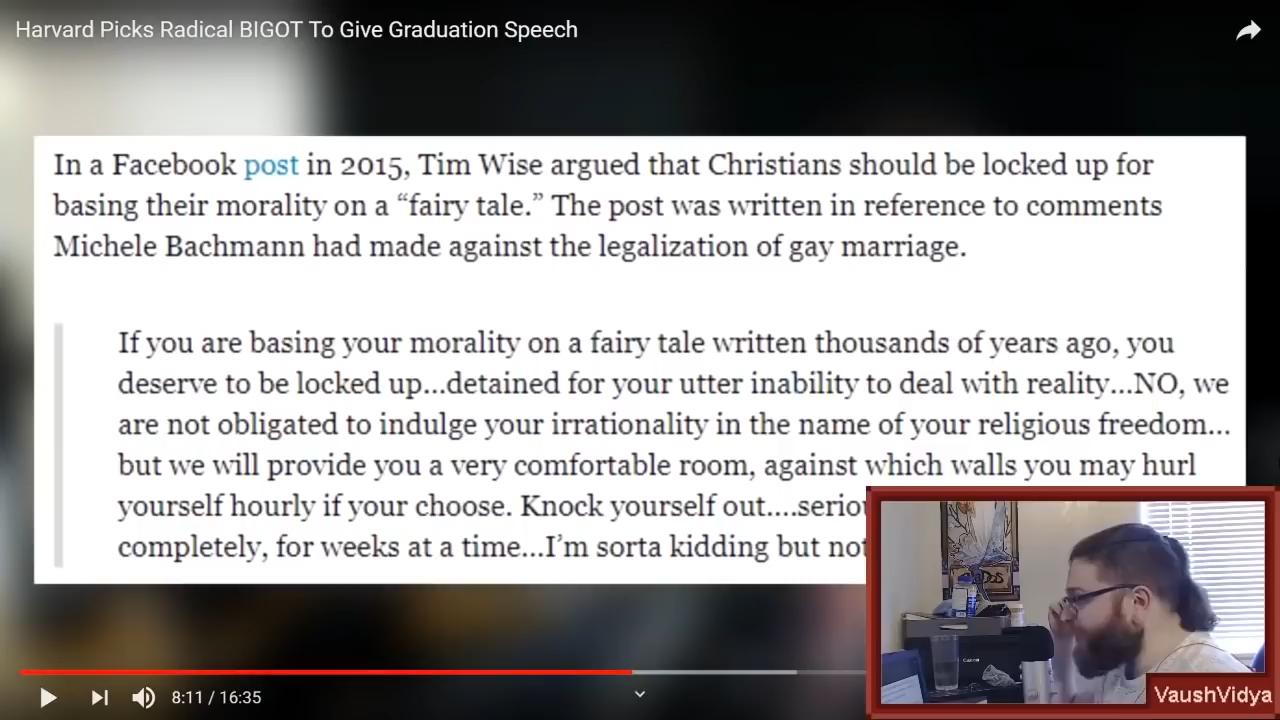 Harvard Picks Radical BIGOT To Give Graduation Speech
In a Facebook post in 2015, Tim Wise argued that Christians should be locked up for
basing their morality on a “fairy tale.” The post was written in reference to comments
Michele Bachmann had made against the legalization of gay marriage.
If you are basing your morality on a fairy tale written thousands of years ago, you
deserve to be locked up...detained for your utter inability to deal with reality...NO, we
are not obligated to indulge your irrationality in the name of your religious freedom...
but we will provide you a very comfortable room, against which walls you may hurl
yourself hourly if your choose. Knock yourself out....
completely, for weeks at a time...I’m sorta kidding but not
8:11 / 16:35
Canon
VaushVidya